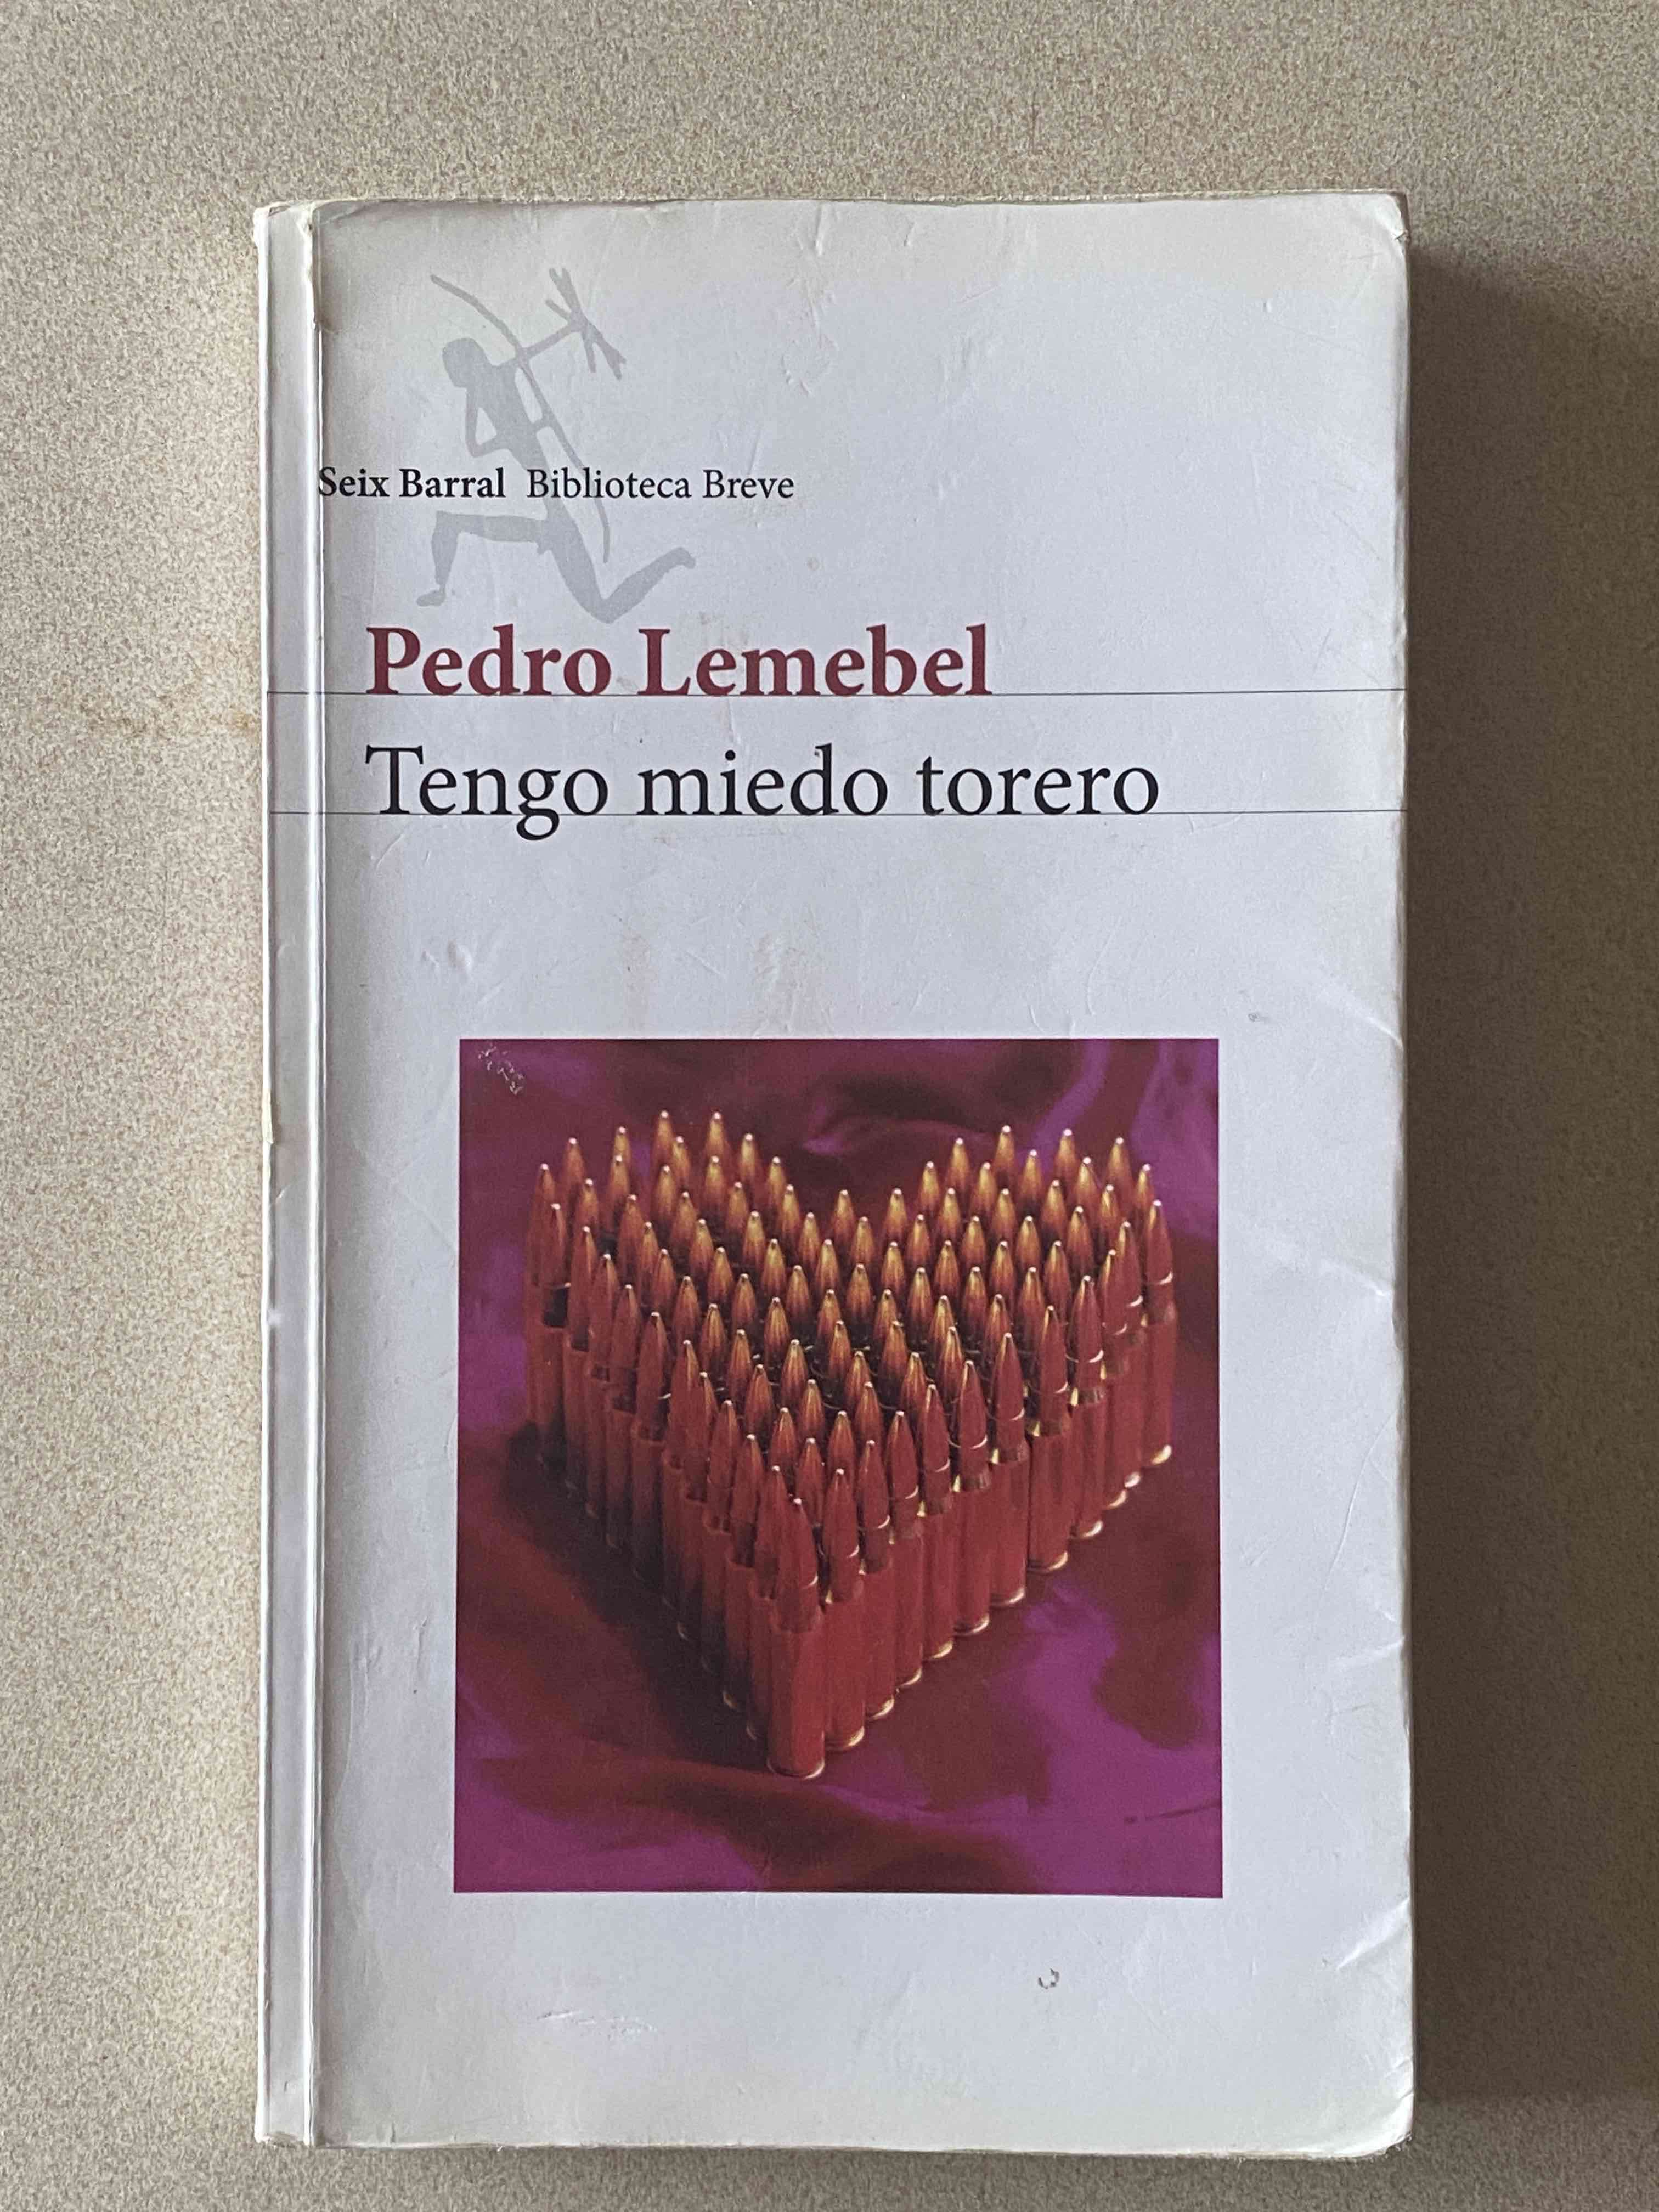 Seix Barral Biblioteca Breve
Pedro Lemebel
Tengo miedo torero